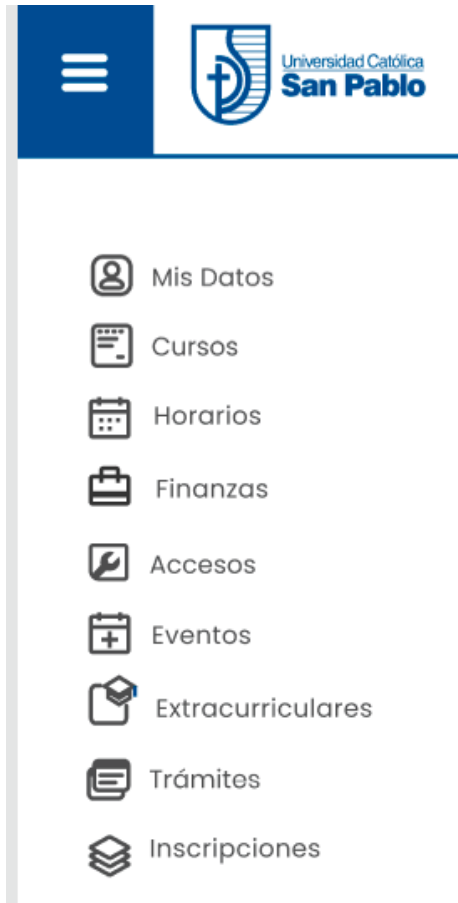 Universidad Católica
San Pablo
Mis Datos
Cursos
Horarios
Finanzas
Accesos
Eventos
Extracurriculares
Trámites
Inscripciones